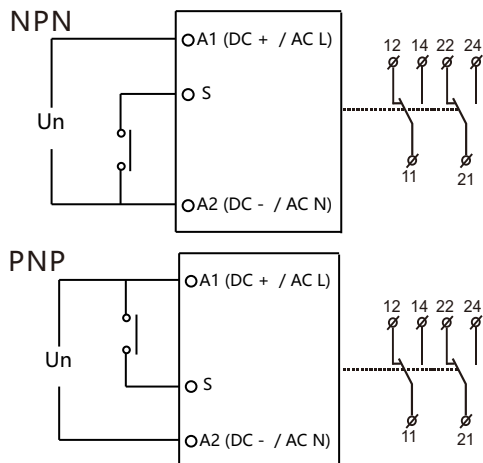 NPN
A1 (DC + / AC L)
12 14 22 24
S
Un
11 21
A2 (DC - / AC N)
PNP
A1 (DC + / AC L)
12 14 22 24
Un
S
11 21
A2 (DC - / AC N)